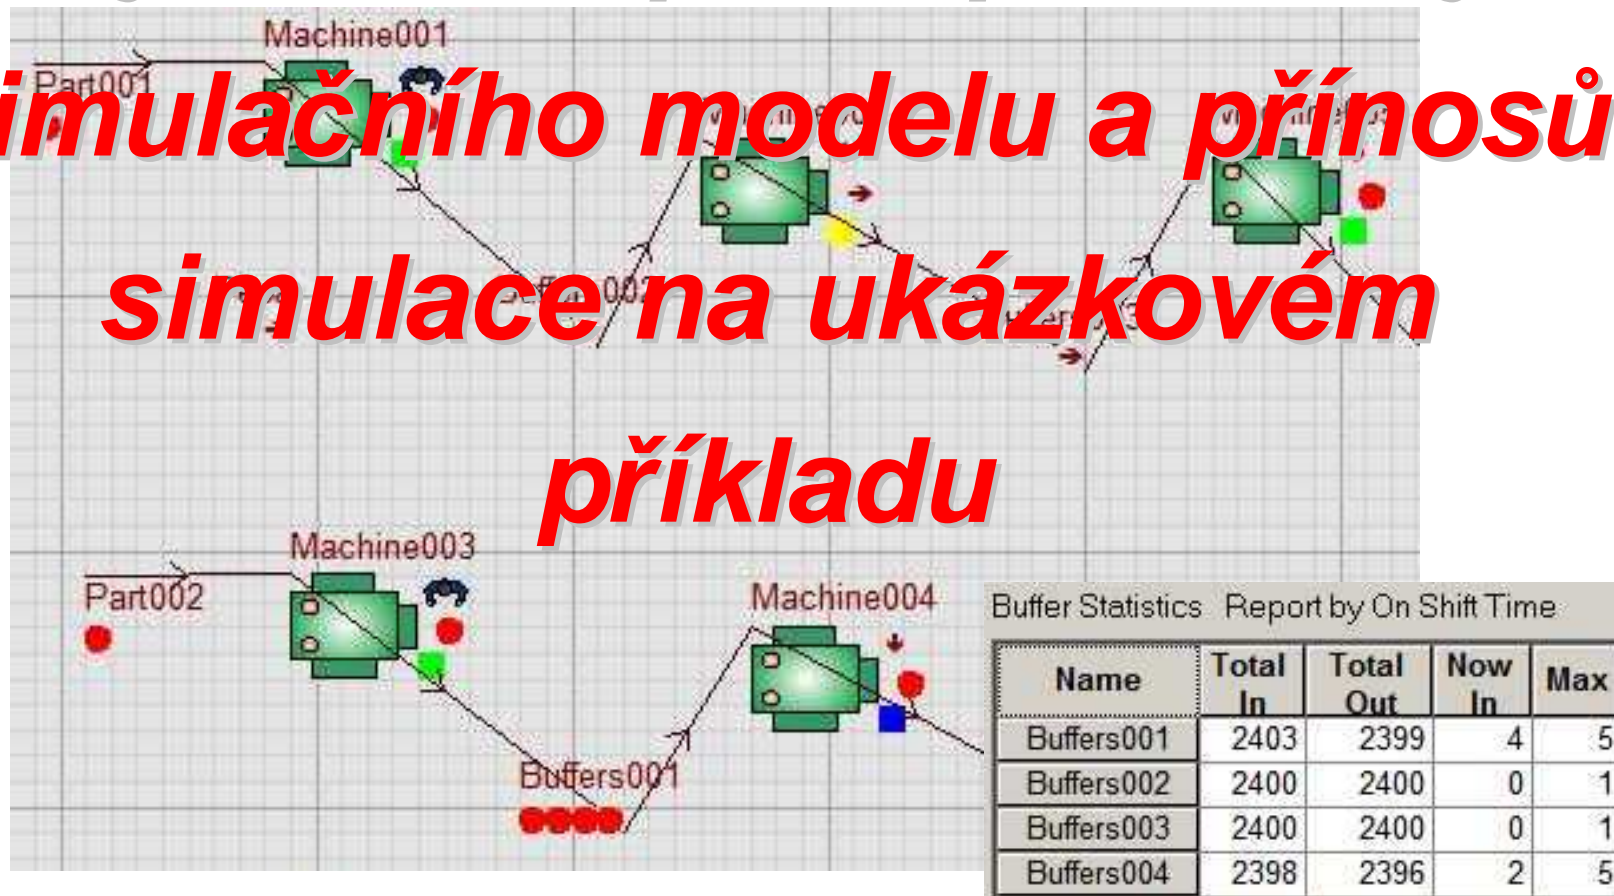 Machine001
Part001
imulačního modelu a přínosů
simulace na ukázkovém
příkladu
Machine003
Part002
Machine004
Buffers001
Buffer Statistics Report by On Shift Time
Name Total In Total Out Now In Max
Buffers001 2403 2399 4 5
Buffers002 2400 2400 0 1
Buffers003 2400 2400 0 1
Buffers004 2398 2396 2 5